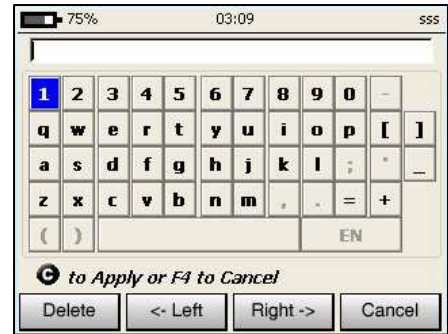 75% 03:09 sss
1 2 3 4 5 6 7 8 9 0 -
q w e r t y u i o p [ ]
a s d f g h j k l ; " _
z x c v b n m , . = +
( ) EN
C to Apply or F4 to Cancel
Delete <- Left Right -> Cancel